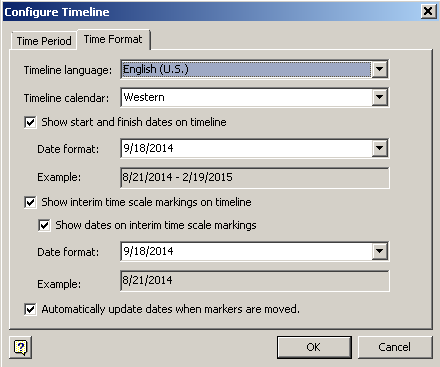 Configure Timeline
Time Period Time Format
Timeline language: English (U.S.)
Timeline calendar: Western
Show start and finish dates on timeline
Date format: 9/18/2014
Example: 8/21/2014 - 2/19/2015
Show interim time scale markings on timeline
Show dates on interim time scale markings
Date format: 9/18/2014
Example: 8/21/2014
Automatically update dates when markers are moved.
? OK Cancel